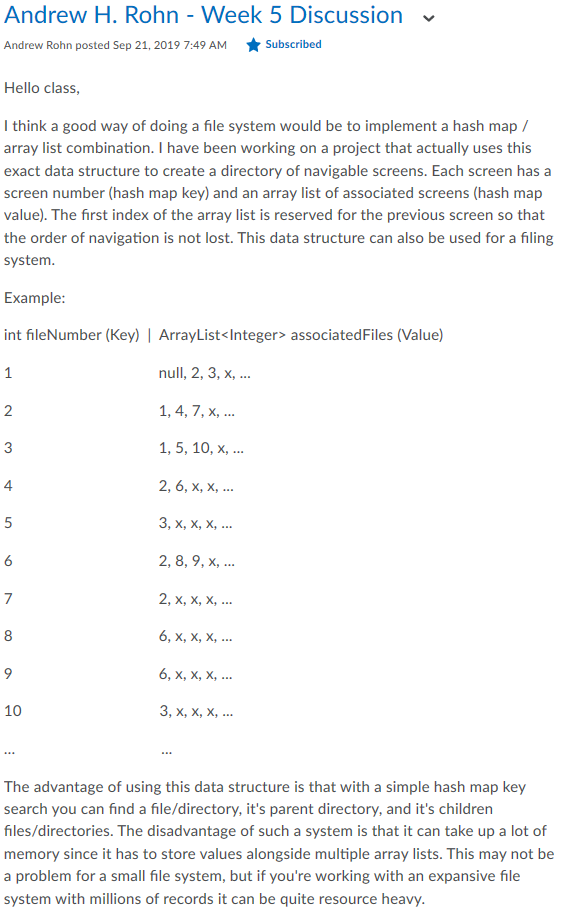 Andrew H. Rohn - Week 5 Discussion
Andrew Rohn posted Sep 21, 2019 7:49 AM Subscribed
Hello class,
I think a good way of doing a file system would be to implement a hash map /
array list combination. I have been working on a project that actually uses this
exact data structure to create a directory of navigable screens. Each screen has a
screen number (hash map key) and an array list of associated screens (hash map
value). The first index of the array list is reserved for the previous screen so that
the order of navigation is not lost. This data structure can also be used for a filing
system.
Example:
int fileNumber (Key) | ArrayList<Integer> associatedFiles (Value)
1 null, 2, 3, x, ...
2 1, 4, 7, x, ...
3 1, 5, 10, x, ...
4 2, 6, x, x, ...
5 3, x, x, x, ...
6 2, 8, 9, x, ...
7 2, x, x, x, ...
8 6, x, x, x, ...
9 6, x, x, x, ...
10 3, x, x, x, ...
... ...
The advantage of using this data structure is that with a simple hash map key
search you can find a file/directory, it's parent directory, and it's children
files/directories. The disadvantage of such a system is that it can take up a lot of
memory since it has to store values alongside multiple array lists. This may not be
a problem for a small file system, but if you're working with an expansive file
system with millions of records it can be quite resource heavy.